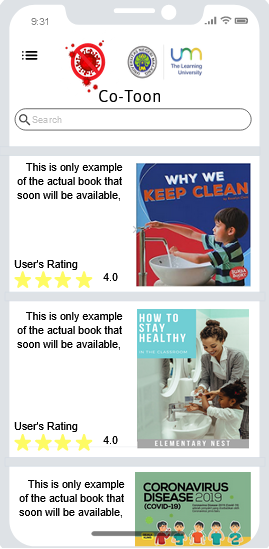 9:31
um
The Learning
University
Co-Toon
Search
This is only example
of the actual book that
soon will be available,
User's Rating
4.0
WHY WE
KEEP CLEAN
This is only example
of the actual book that
soon will be available,
User's Rating
4.0
HOW TO
STAY
HEALTHY
IN THE CLASSROOM
ELEMENTARY NEST
This is only example
of the actual book that
soon will be available,
CORONAVIRUS
DISEASE 2019
(COVID-19)